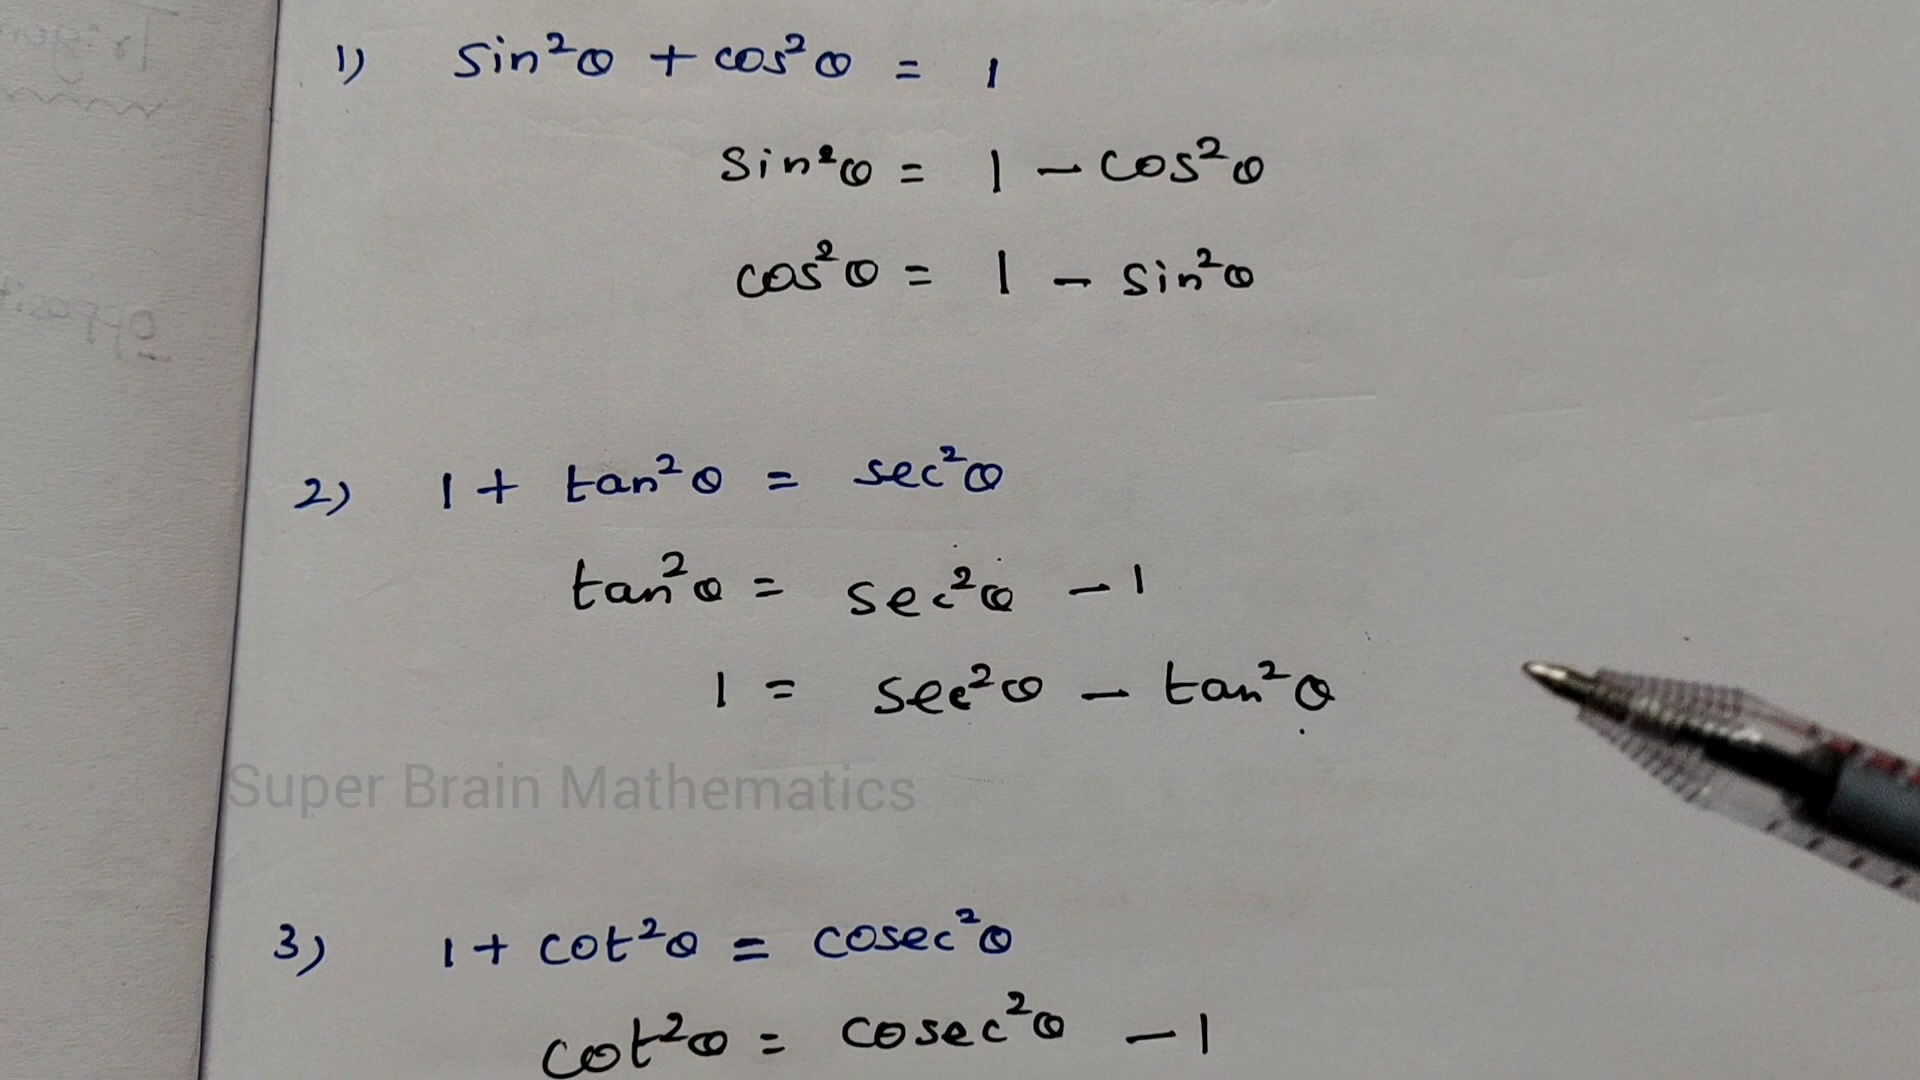 1) sin²θ + cos²θ = 1
sin²θ = 1 - cos²θ
cos²θ = 1 - sin²θ
2) 1 + tan²θ = sec²θ
tan²θ = sec²θ - 1
1 = sec²θ - tan²θ
Super Brain Mathematics
3) 1 + cot²θ = cosec²θ
cot²θ = cosec²θ - 1